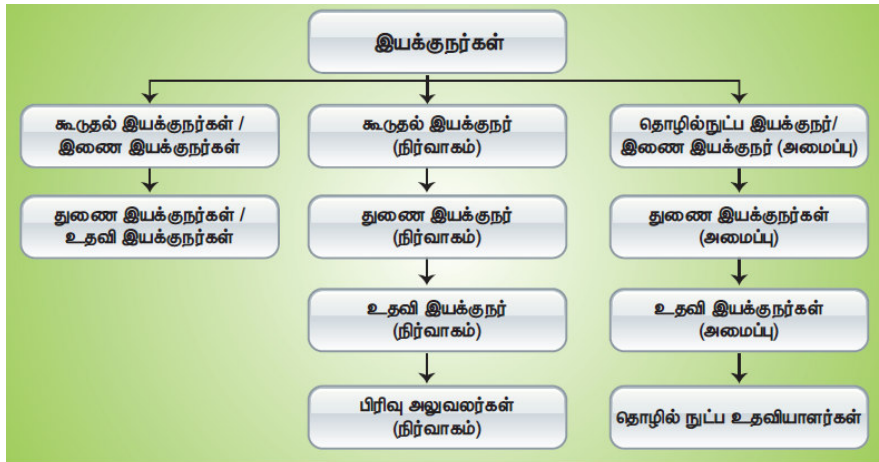 இயக்குநர்கள்
கூடுதல் இயக்குநர்கள் /
இணை இயக்குநர்கள்
கூடுதல் இயக்குநர்
(நிர்வாகம்)
தொழில்நுட்ப இயக்குநர்/
இணை இயக்குநர் (அமைப்பு)
துணை இயக்குநர்கள் /
உதவி இயக்குநர்கள்
துணை இயக்குநர்
(நிர்வாகம்)
துணை இயக்குநர்கள்
(அமைப்பு)
உதவி இயக்குநர்
(நிர்வாகம்)
உதவி இயக்குநர்கள்
(அமைப்பு)
பிரிவு அலுவலர்கள்
(நிர்வாகம்)
தொழில் நுட்ப உதவியாளர்கள்